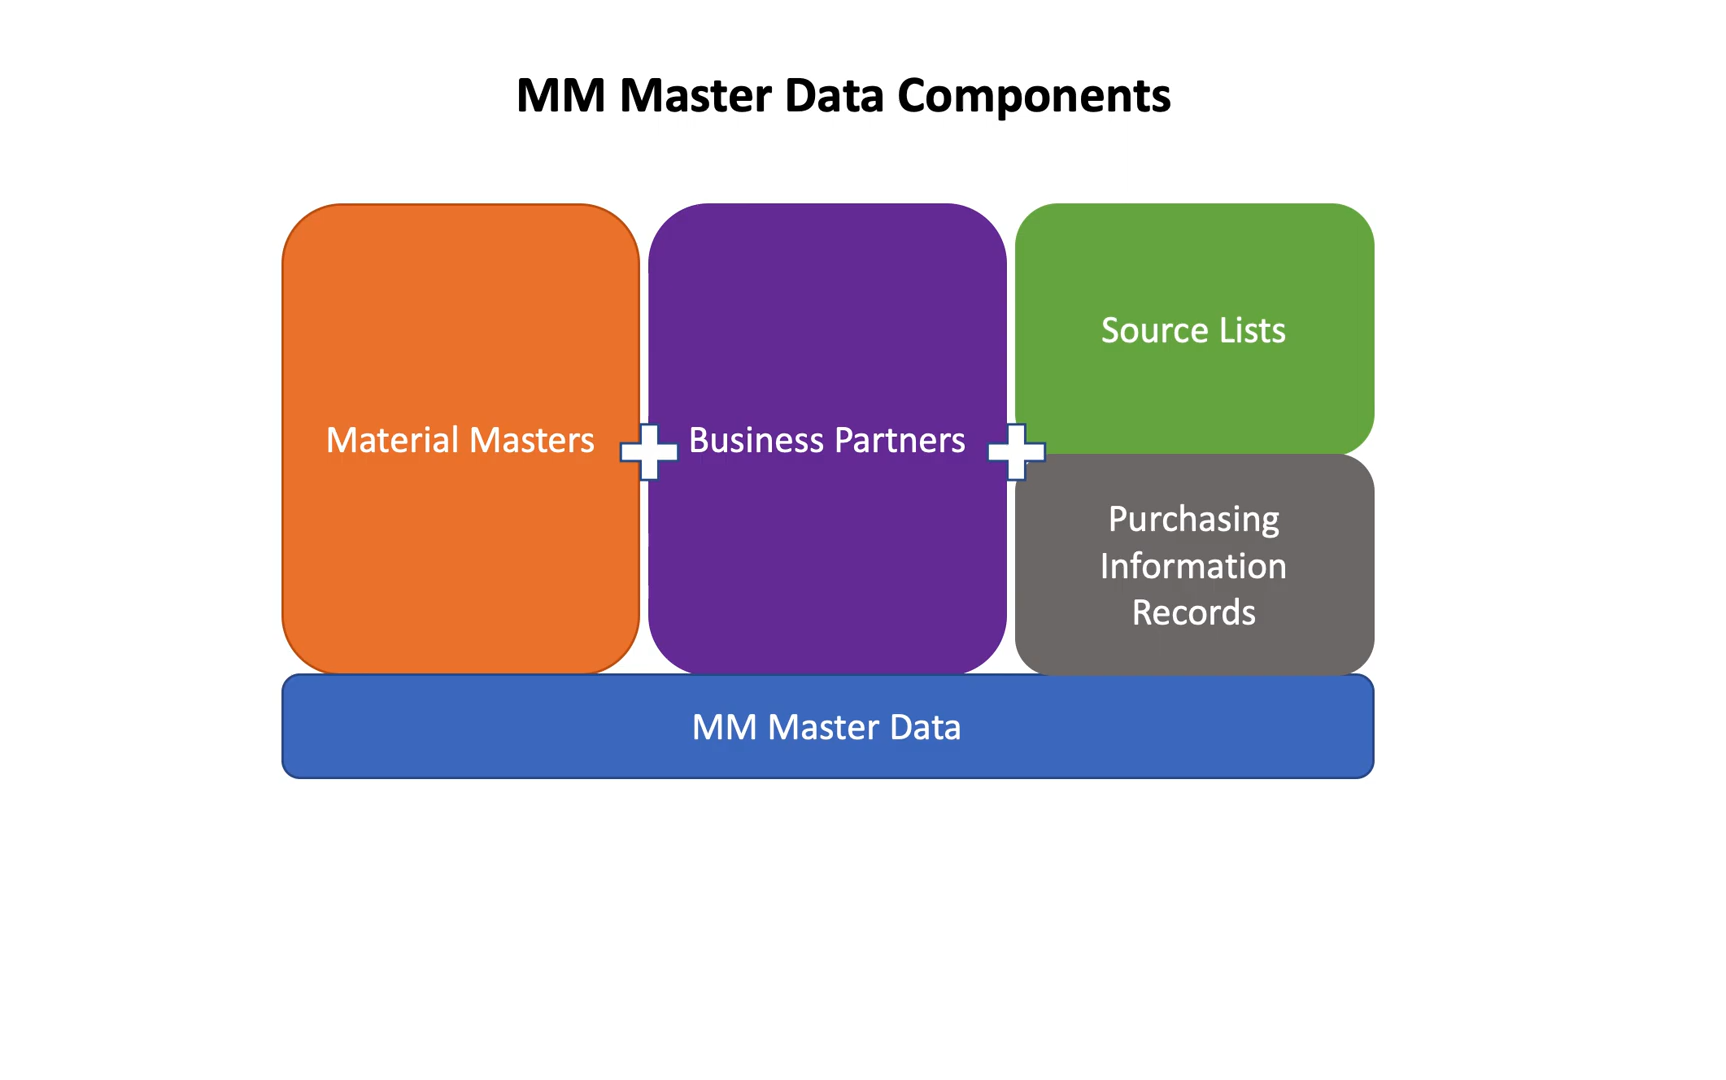 MM Master Data Components
Material Masters
Business Partners
Source Lists
Purchasing
Information
Records
MM Master Data